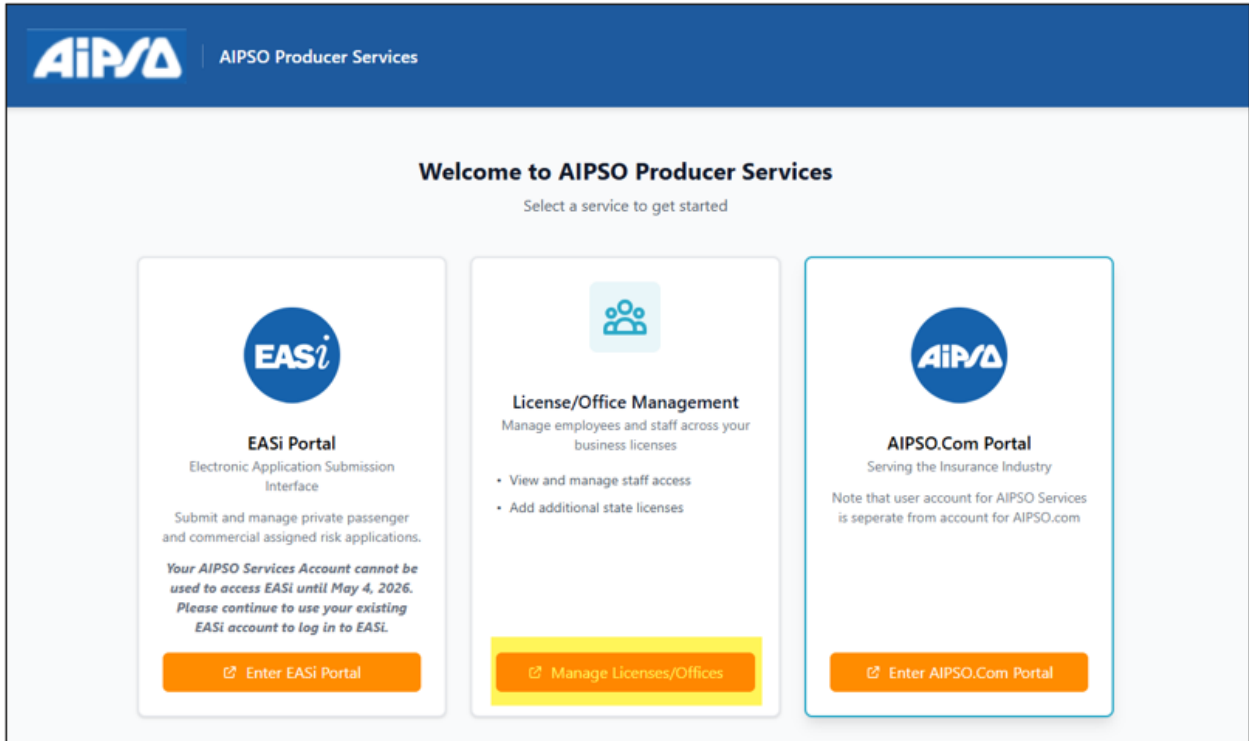 AiPSO
AIPSO Producer Services
Welcome to AIPSO Producer Services
Select a service to get started
EASi
EASi Portal
Electronic Application Submission
Interface
Submit and manage private passenger
and commercial assigned risk applications.
Your AIPSO Services Account cannot be
used to access EASi until May 4, 2026.
Please continue to use your existing
EASi account to log in to EASi.
Enter EASi Portal
License/Office Management
Manage employees and staff across your
business licenses
• View and manage staff access
• Add additional state licenses
Manage Licenses/Offices
AiPSO
AIPSO.Com Portal
Serving the Insurance Industry
Note that user account for AIPSO Services
is seperate from account for AIPSO.com
Enter AIPSO.Com Portal